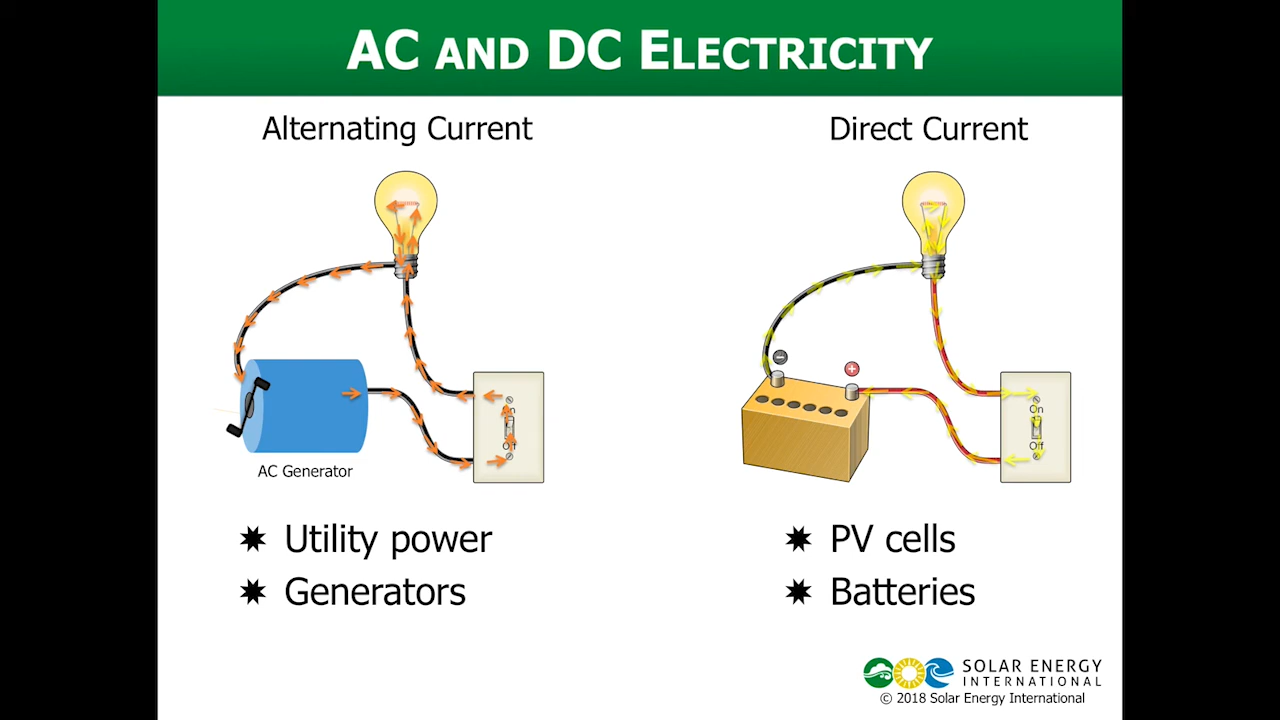 AC AND DC ELECTRICITY
Alternating Current
Direct Current
On
Off
AC Generator
On
Off
✷ Utility power
✷ Generators
✷ PV cells
✷ Batteries
SOLAR ENERGY
INTERNATIONAL
© 2018 Solar Energy International